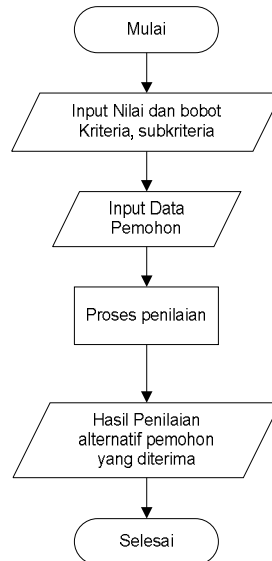 Mulai
Input Nilai dan bobot
Kriteria, subkriteria
Input Data
Pemohon
Proses penilaian
Hasil Penilaian
alternatif pemohon
yang diterima
Selesai